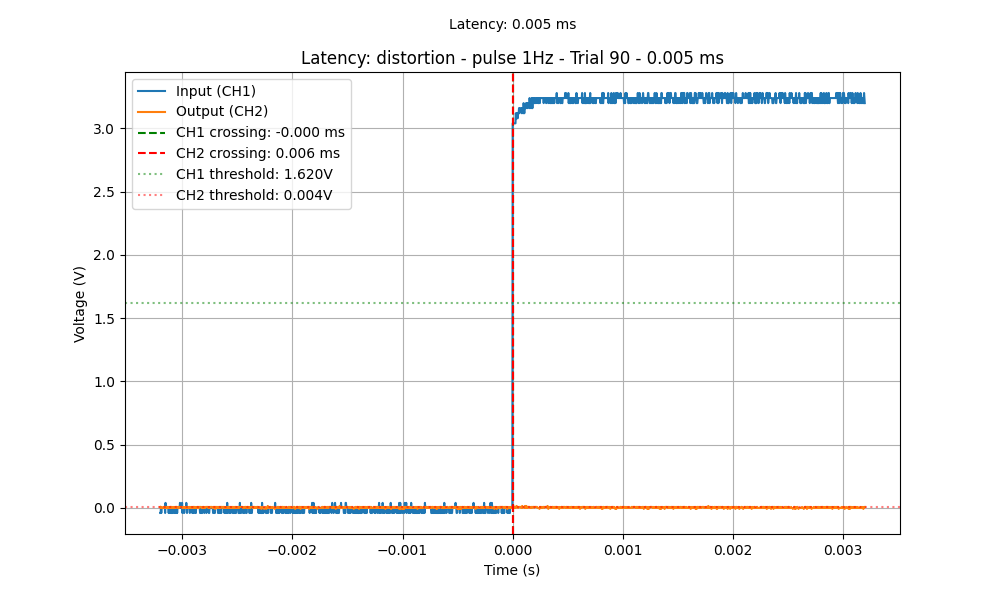 Latency: 0.005 ms
Latency: distortion - pulse 1Hz - Trial 90 - 0.005 ms
Input (CH1)
Output (CH2)
CH1 crossing: -0.000 ms
CH2 crossing: 0.006 ms
CH1 threshold: 1.620V
CH2 threshold: 0.004V
Voltage (V)
3.0
2.5
2.0
1.5
1.0
0.5
0.0
−0.003 −0.002 −0.001 0.000 0.001 0.002 0.003
Time (s)